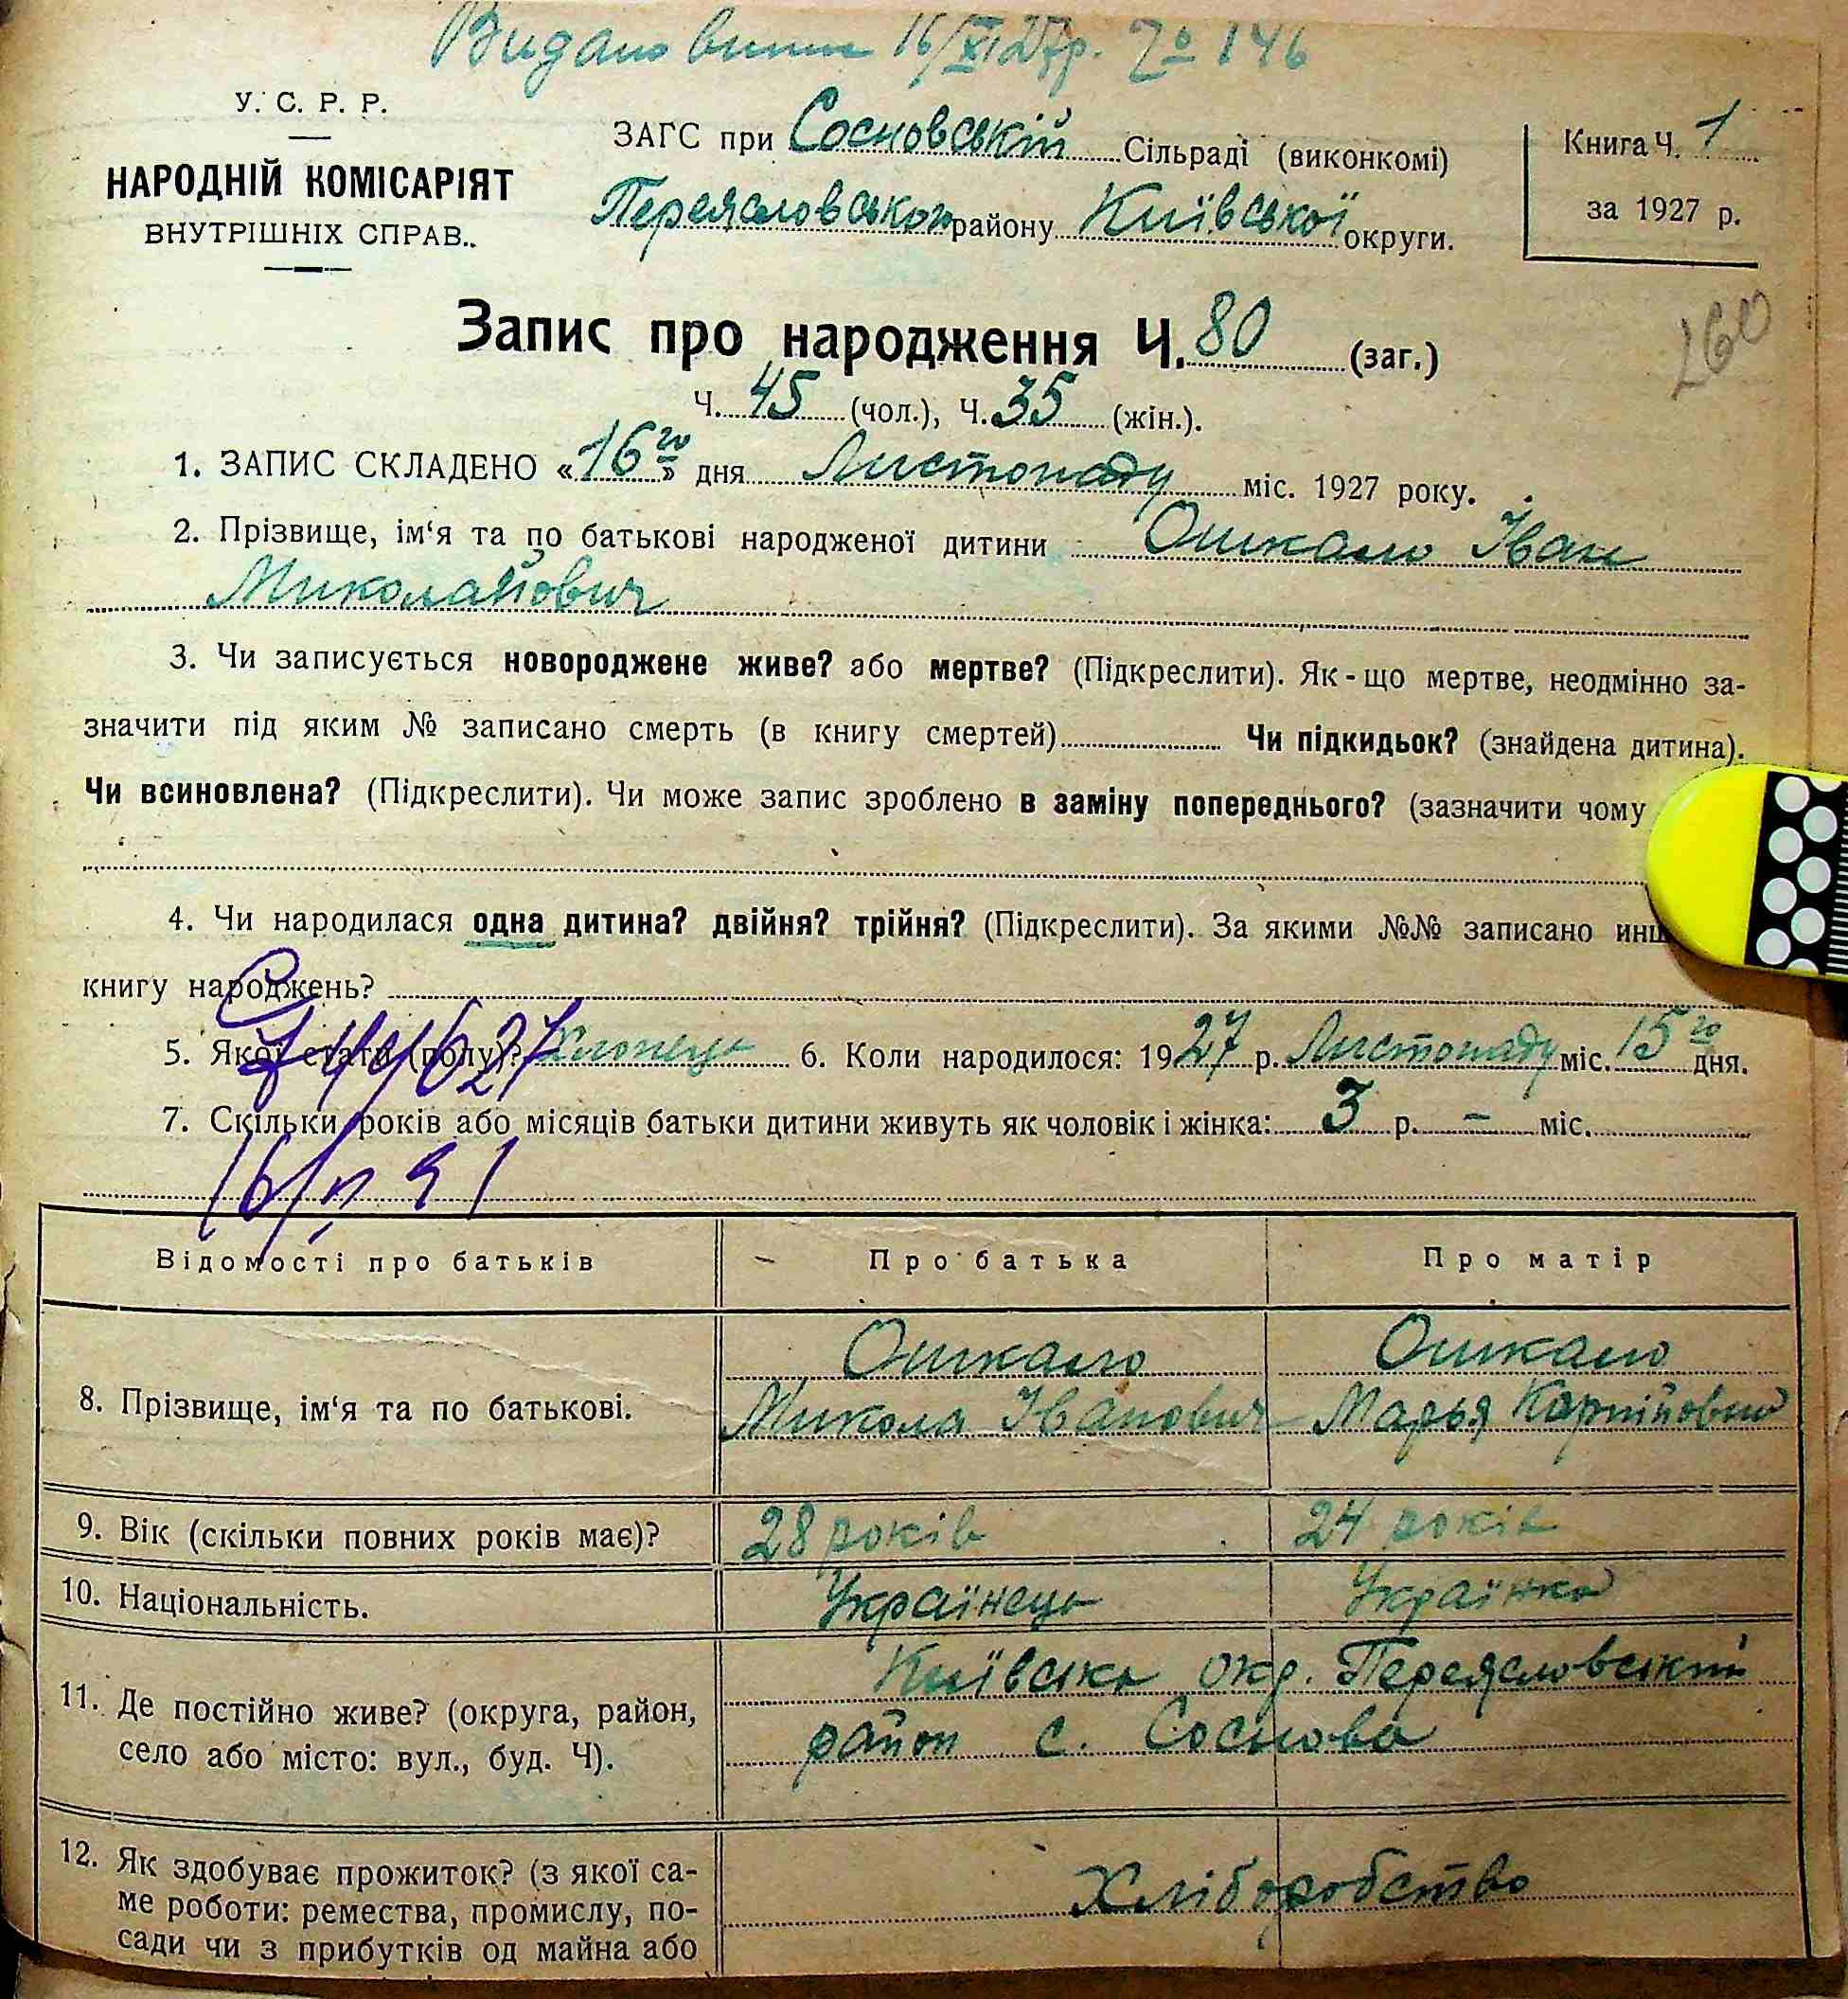 Видано виписк 16/XI 27р. № 146
У. С. Р. Р.
НАРОДНІЙ КОМІСАРІЯТ
ВНУТРІШНІХ СПРАВ.
ЗАГС при Сосновській Сільраді (виконкомі)
Переясловського району Київської округи.
Книга Ч. 1
за 1927 р.
260
Запис про народження Ч. 80 (заг.)
Ч. 45 (чол.), Ч. 35 (жін.).
1. ЗАПИС СКЛАДЕНО «16го» дня Листопаду міс. 1927 року.
2. Прізвище, ім‘я та по батькові народженої дитини Ошкало Іван
Миколайович
3. Чи записується новороджене живе? або мертве? (Підкреслити). Як-що мертве, неодмінно за-
значити під яким № записано смерть (в книгу смертей) Чи підкидьок? (знайдена дитина).
Чи всиновлена? (Підкреслити). Чи може запис зроблено в заміну попереднього? (зазначити чому
4. Чи народилася одна дитина? двійня? трійня? (Підкреслити). За якими №№ записано инш
книгу народжень?
5. Якої стати (полу)? Хлопець 6. Коли народилося: 1927 р. Листопаду міс. 15го дня.
7. Скільки років або місяців батьки дитини живуть як чоловік і жінка: 3 р. – міс.
Відомості про батьків Про батька Про матір
8. Прізвище, ім‘я та по батькові. Ошкало Ошкало
Микола Іванович Марья Карпійовна
9. Вік (скільки повних років має)? 28 років 24 років
10. Національність. Українець Українка
11. Де постійно живе? (округа, район, Київська окр. Переясловський
село або місто: вул., буд. Ч). район с. Соснова
12. Як здобуває прожиток? (з якої са- Хліборобство
ме роботи: ремества, промислу, по-
сади чи з прибутків од майна або